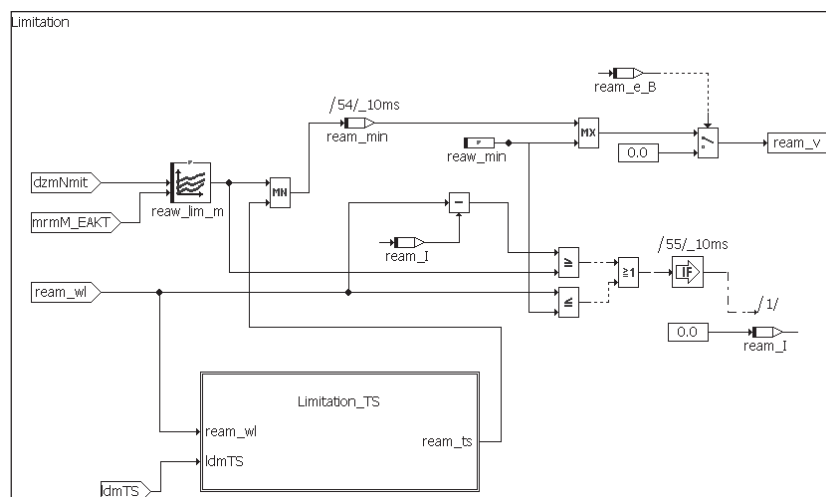 Limitation
ream_e_B
/54/_10ms
ream_min
MX
reaw_min
P
0.0
ream_v
P
dzmNmit
MN
mrmM_EAKT
reaw_lim_m
−
ream_I
/55/_10ms
≥
≥1
IF
ream_wl
≤
/1/
0.0
ream_I
Limitation_TS
ream_wl
ream_ts
ldmTS
ldmTS